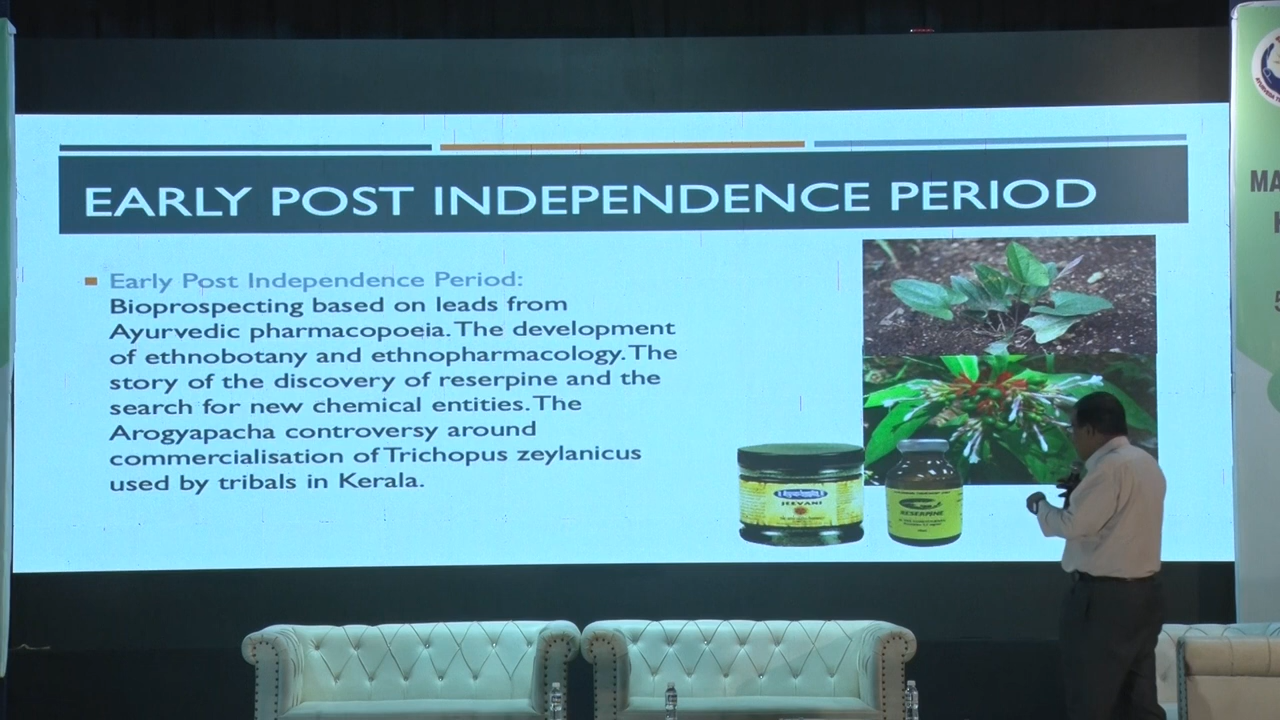 EARLY POST INDEPENDENCE PERIOD
Early Post Independence Period:
Bioprospecting based on leads from
Ayurvedic pharmacopoeia. The development
of ethnobotany and ethnopharmacology. The
story of the discovery of reserpine and the
search for new chemical entities. The
Arogyapacha controversy around
commercialisation of Trichopus zeylanicus
used by tribals in Kerala.
JEEVANI
RESERPINE
MA